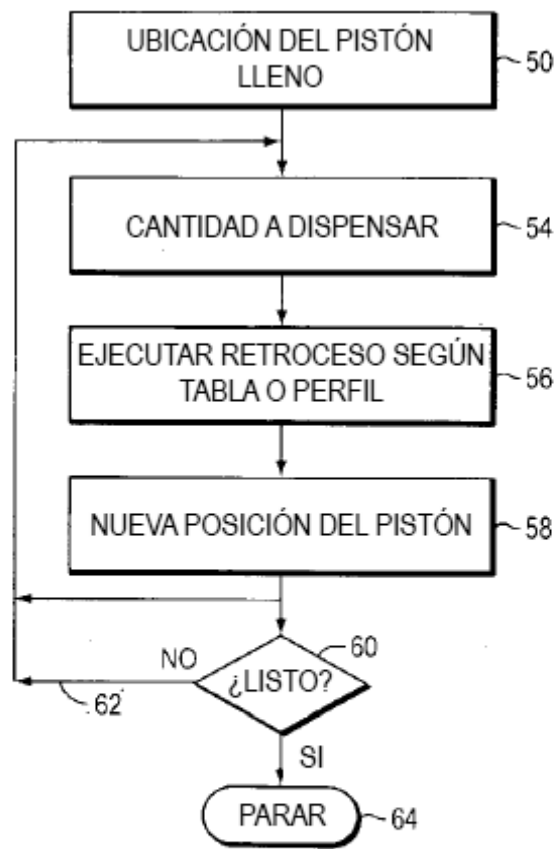 UBICACIÓN DEL PISTÓN
LLENO
50
CANTIDAD A DISPENSAR
54
EJECUTAR RETROCESO SEGÚN
TABLA O PERFIL
56
NUEVA POSICIÓN DEL PISTÓN
58
60
NO
¿LISTO?
62
SI
PARAR
64